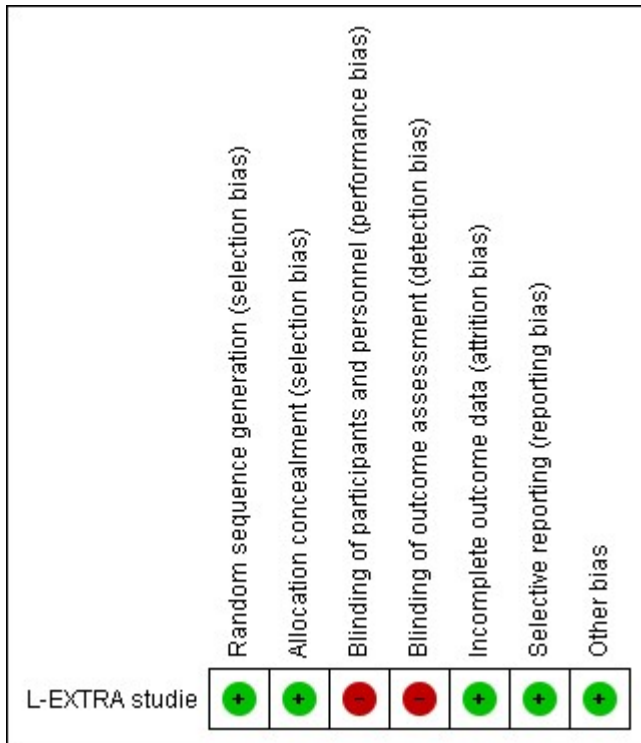 Random sequence generation (selection bias)
Allocation concealment (selection bias)
Blinding of participants and personnel (performance bias)
Blinding of outcome assessment (detection bias)
Incomplete outcome data (attrition bias)
Selective reporting (reporting bias)
Other bias
L-EXTRA studie + + - - + + +